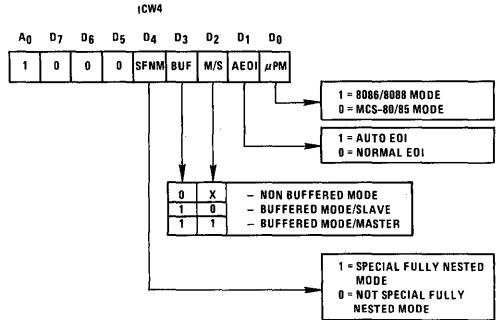 ICW4
A0 D7 D6 D5 D4 D3 D2 D1 D0
1 0 0 0 SFNM BUF M/S AEOI μPM
1 = 8086/8088 MODE
0 = MCS-80/85 MODE
1 = AUTO EOI
0 = NORMAL EOI
0 X – NON BUFFERED MODE
1 0 – BUFFERED MODE/SLAVE
1 1 – BUFFERED MODE/MASTER
1 = SPECIAL FULLY NESTED
MODE
0 = NOT SPECIAL FULLY
NESTED MODE